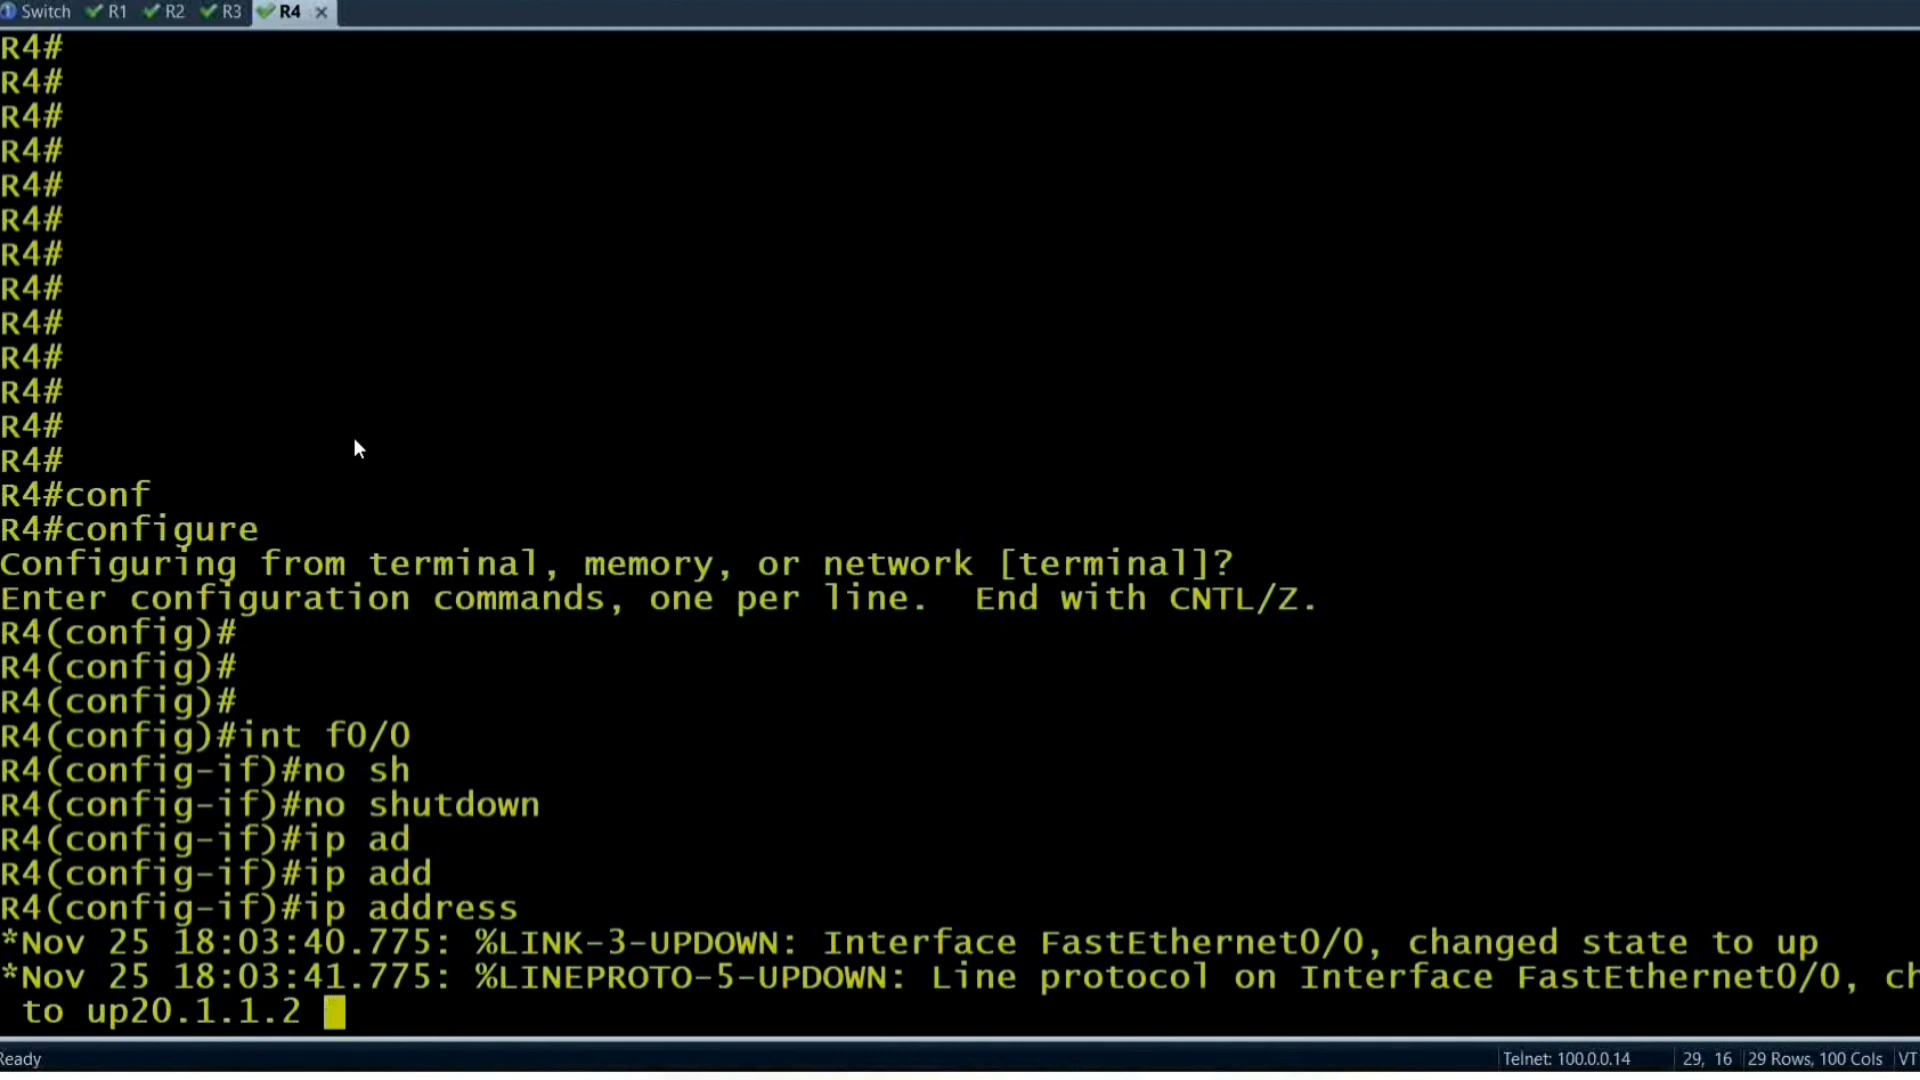 Switch R1 R2 R3 R4
R4#
R4#
R4#
R4#
R4#
R4#
R4#
R4#
R4#
R4#
R4#
R4#
R4#
R4#conf
R4#configure
Configuring from terminal, memory, or network [terminal]?
Enter configuration commands, one per line.  End with CNTL/Z.
R4(config)#
R4(config)#
R4(config)#
R4(config)#int f0/0
R4(config-if)#no sh
R4(config-if)#no shutdown
R4(config-if)#ip ad
R4(config-if)#ip add
R4(config-if)#ip address
*Nov 25 18:03:40.775: %LINK-3-UPDOWN: Interface FastEthernet0/0, changed state to up
*Nov 25 18:03:41.775: %LINEPROTO-5-UPDOWN: Line protocol on Interface FastEthernet0/0, ch
to up20.1.1.2
Ready Telnet: 100.0.0.14 29, 16 29 Rows, 100 Cols VT